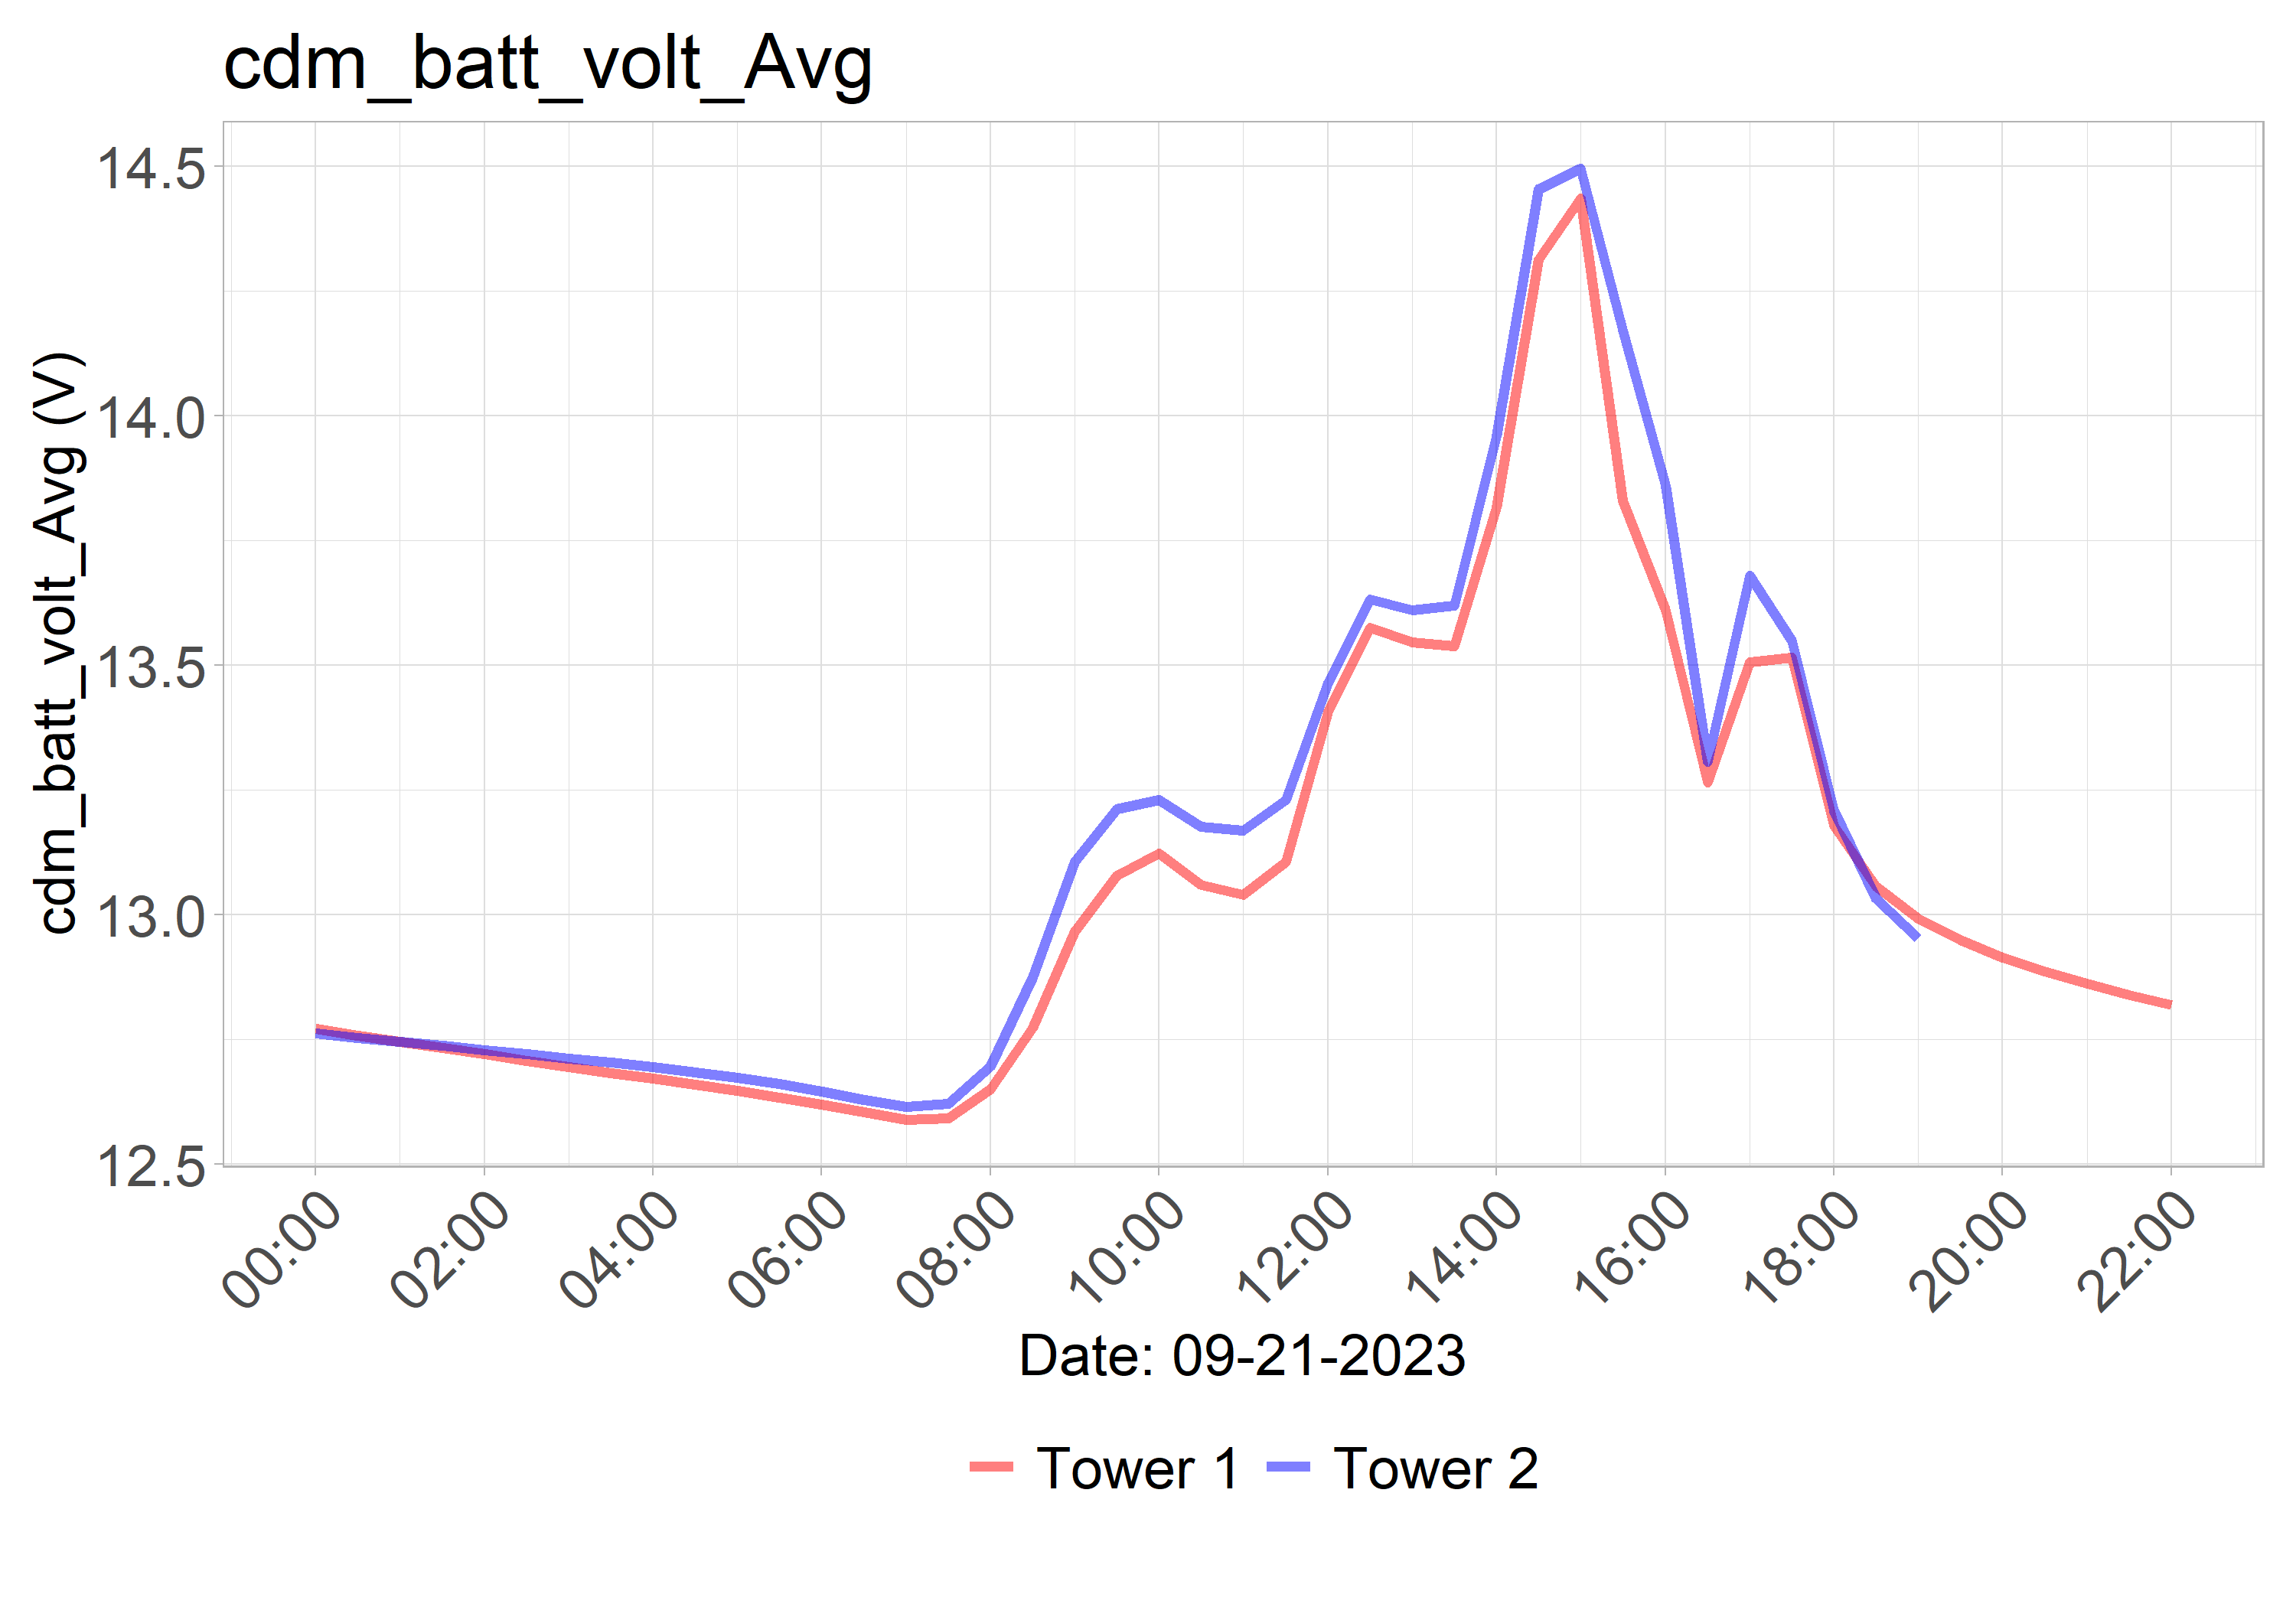 cdm_batt_volt_Avg
cdm_batt_volt_Avg (V)
14.5
14.0
13.5
13.0
12.5
00:00 02:00 04:00 06:00 08:00 10:00 12:00 14:00 16:00 18:00 20:00 22:00
Date: 09-21-2023
Tower 1 Tower 2